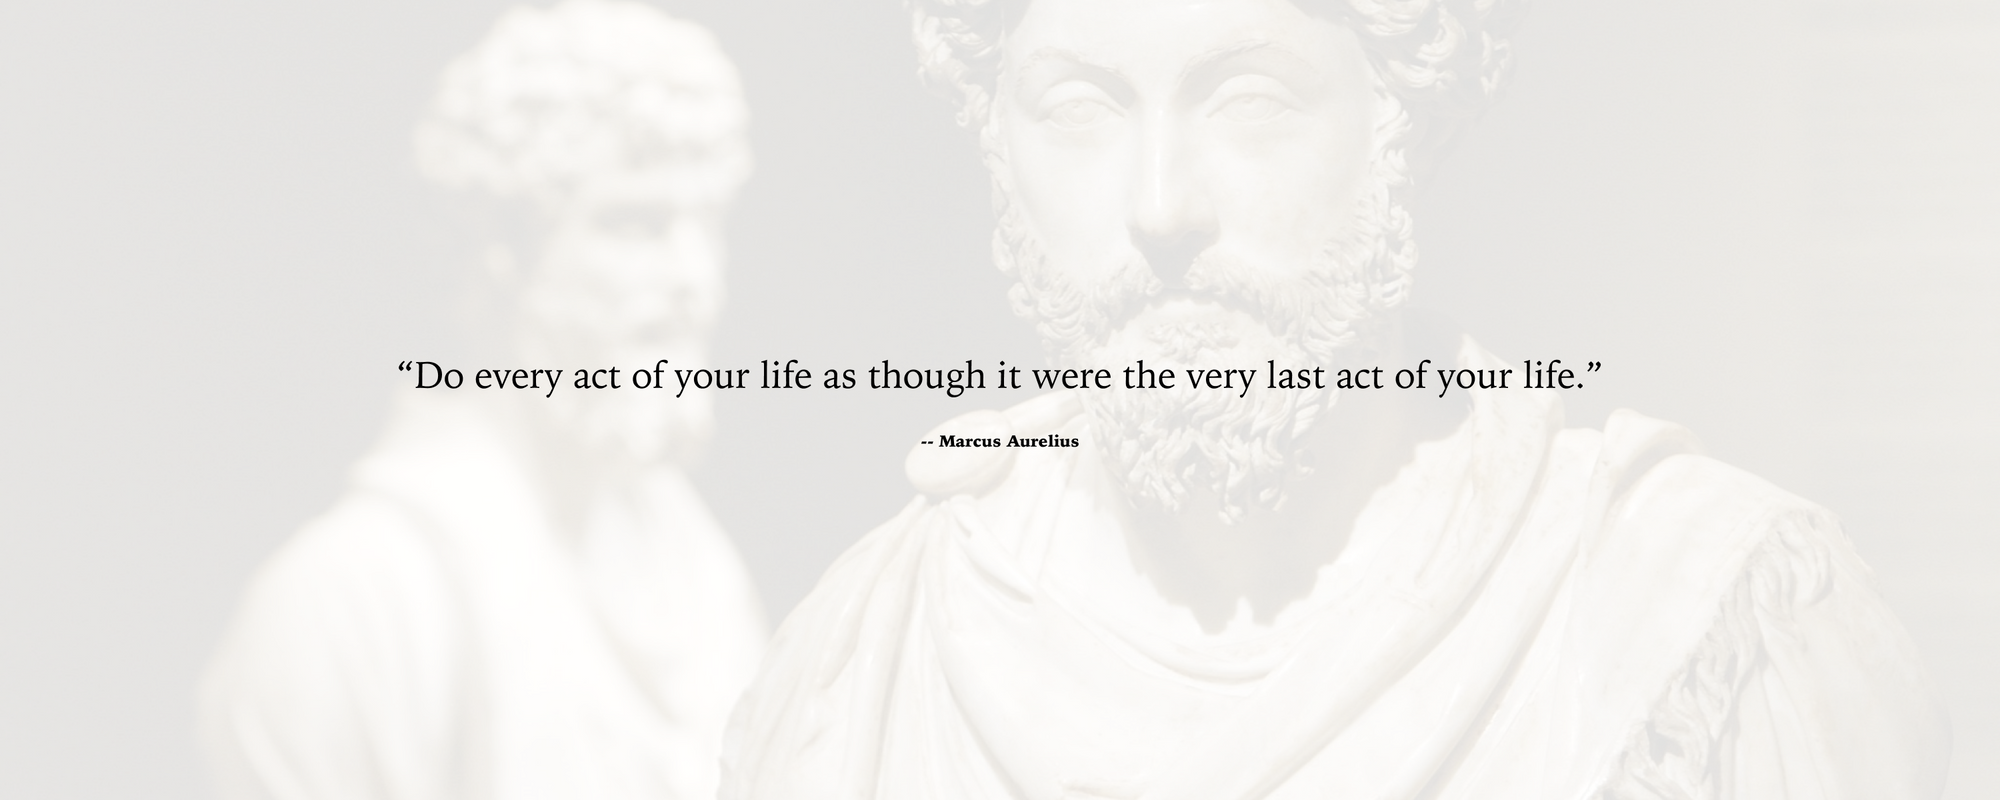 “Do every act of your life as though it were the very last act of your life.”
-- Marcus Aurelius